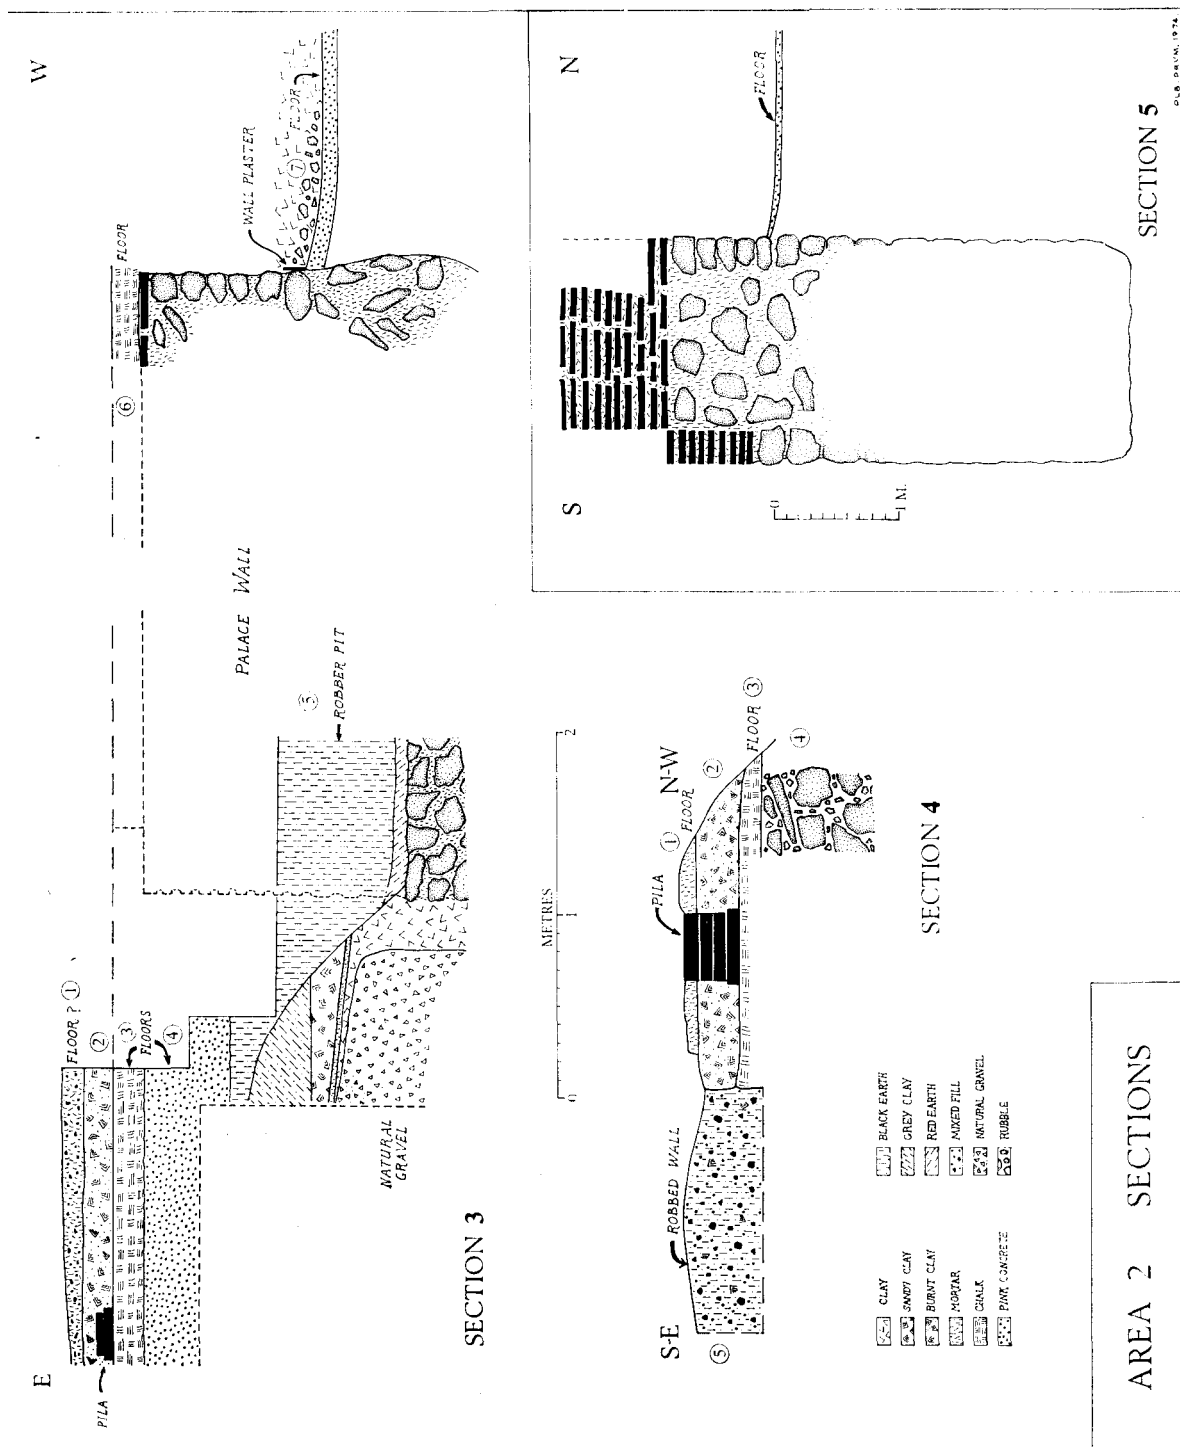 E
W
FLOOR ? ①
②
③
FLOORS
④
PILA
⑥
FLOOR
PALACE WALL
WALL PLASTER
⑦
FLOOR
⑤
ROBBER PIT
NATURAL
GRAVEL
SECTION 3
METRES
0 1 2
S-E
N-W
⑤
ROBBED WALL
PILA
① FLOOR
②
FLOOR ③
④
SECTION 4
CLAY
SANDY CLAY
BURNT CLAY
MORTAR
CHALK
PINK CONCRETE
BLACK EARTH
GREY CLAY
RED EARTH
MIXED FILL
NATURAL GRAVEL
RUBBLE
AREA 2 SECTIONS
S
N
FLOOR
0 1 M.
SECTION 5